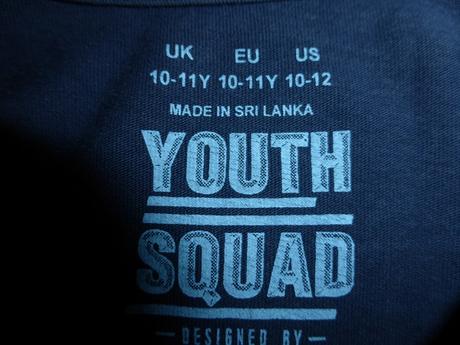 UK EU US
10-11Y 10-11Y 10-12
MADE IN SRI LANKA
YOUTH
SQUAD
— DESIGNED BY —